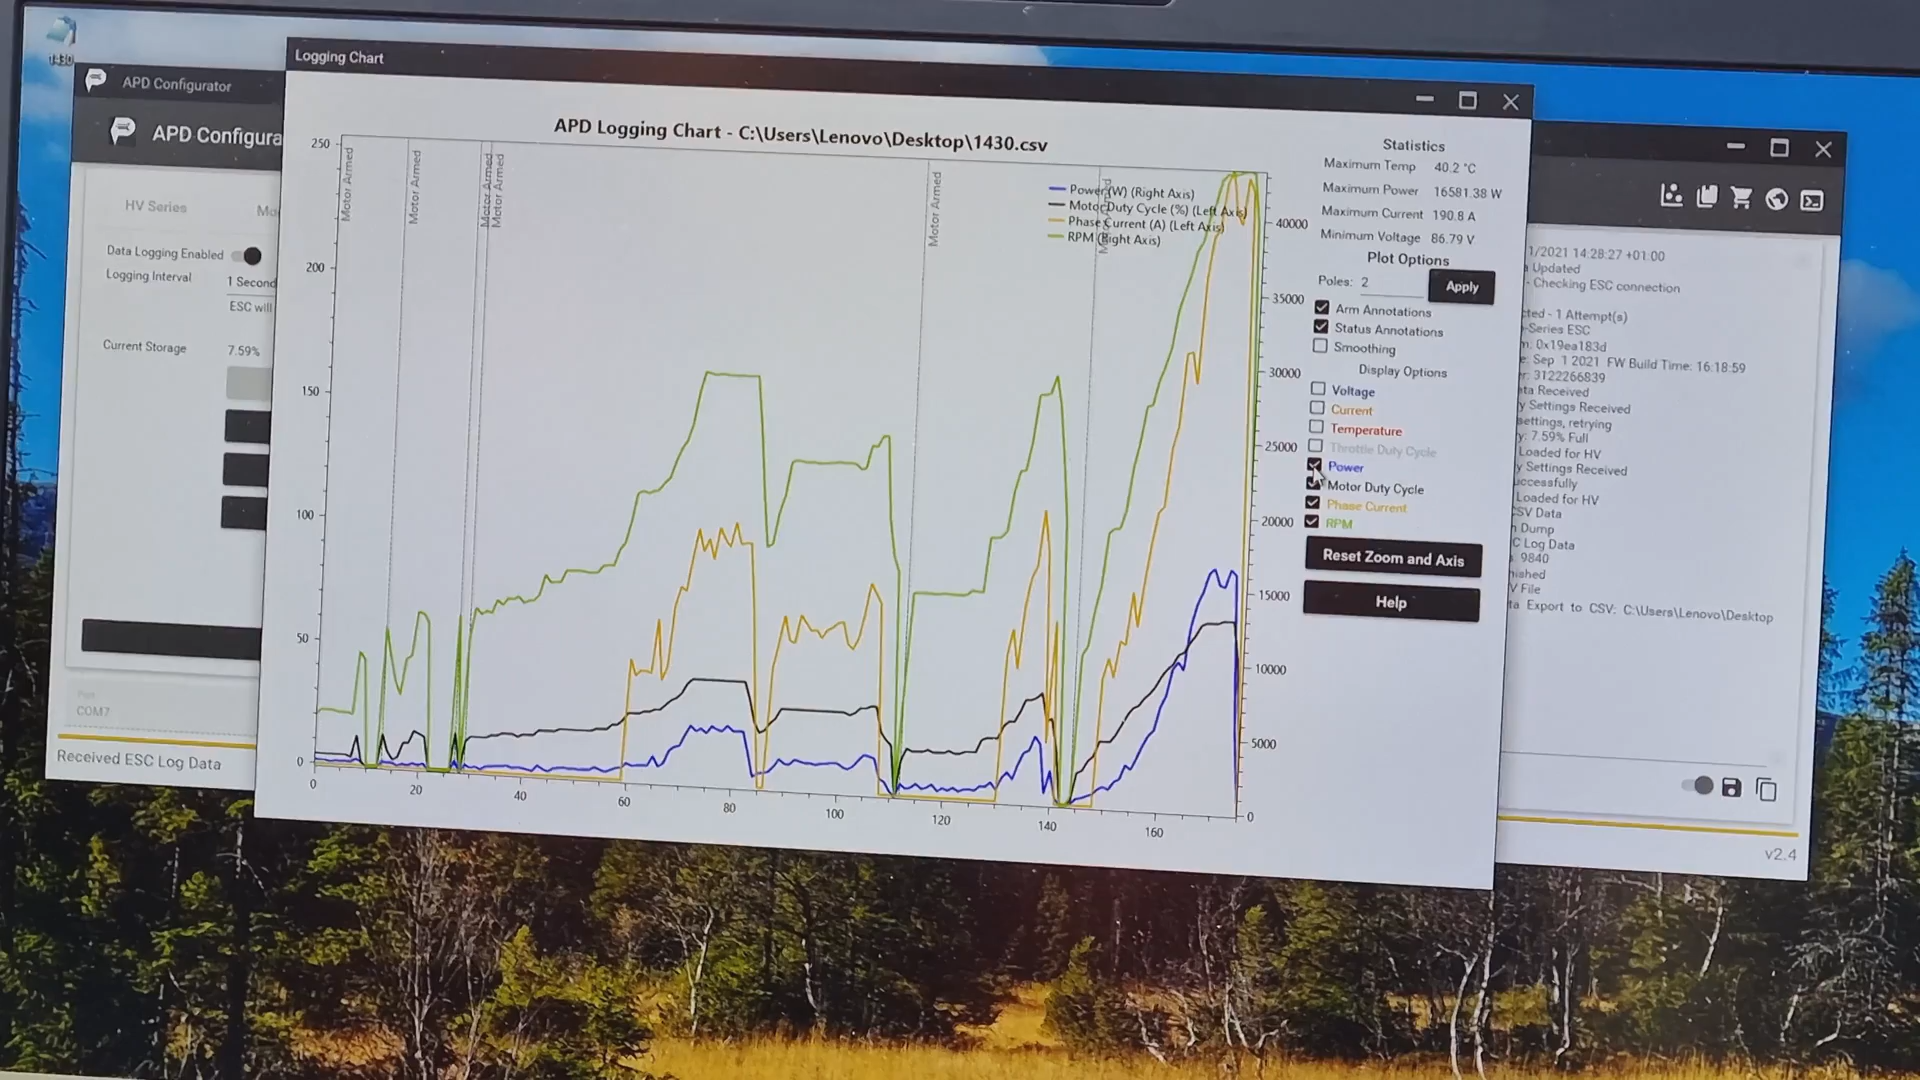 1430
APD Configurator
APD Configura
HV Series
Mo
Data Logging Enabled
Logging Interval
1 Second
ESC will
Current Storage
7.59%
Port
COM7
Received ESC Log Data
Logging Chart
APD Logging Chart - C:\Users\Lenovo\Desktop\1430.csv
250
200
150
100
50
0
Motor Armed
Motor Armed
Motor Armed
Motor Armed
Motor Armed
Power (W) (Right Axis)
Motor Duty Cycle (%) (Left Axis)
Phase Current (A) (Left Axis)
RPM (Right Axis)
40000
35000
30000
25000
20000
15000
10000
5000
0
0
20
40
60
80
100
120
140
160
Statistics
Maximum Temp 40.2 °C
Maximum Power 16581.38 W
Maximum Current 190.8 A
Minimum Voltage 86.79 V
Plot Options
Poles: 2
Apply
Arm Annotations
Status Annotations
Smoothing
Display Options
Voltage
Current
Temperature
Throttle Duty Cycle
Power
Motor Duty Cycle
Phase Current
RPM
Reset Zoom and Axis
Help
1/2021 14:28:27 +01:00
Updated
- Checking ESC connection
cted - 1 Attempt(s)
-Series ESC
n: 0x19ea183d
e: Sep 1 2021 FW Build Time: 16:18:59
er: 3122266839
ata Received
y Settings Received
settings, retrying
y: 7.59% Full
Loaded for HV
y Settings Received
uccessfully
Loaded for HV
CSV Data
n Dump
C Log Data
: 9840
nished
V File
ta Export to CSV: C:\Users\Lenovo\Desktop
v2.4